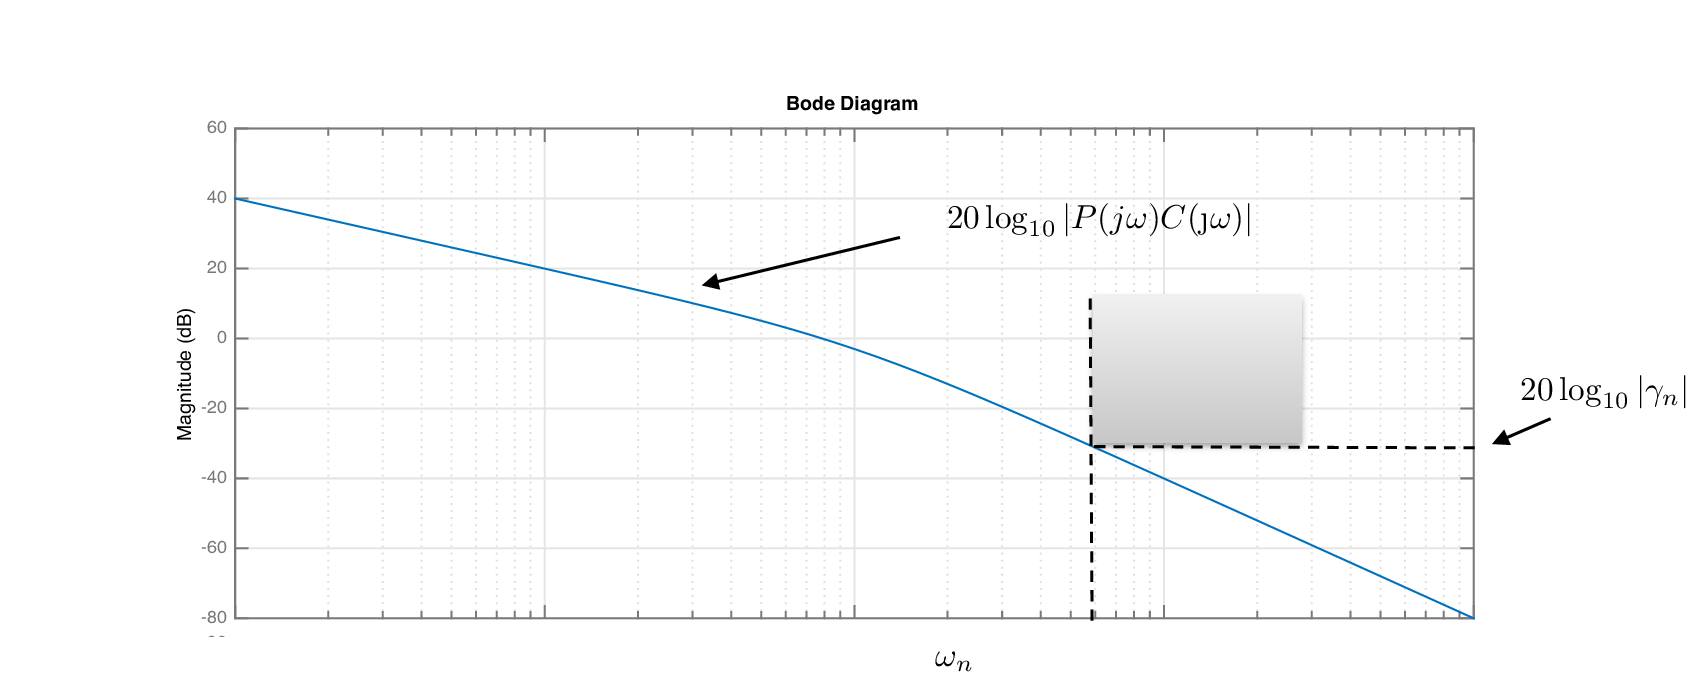 Bode Diagram
60
40
20
0
-20
-40
-60
-80
Magnitude (dB)
20 log₁₀ |P(jω)C(ȷω)|
20 log₁₀ |γₙ|
ωₙ